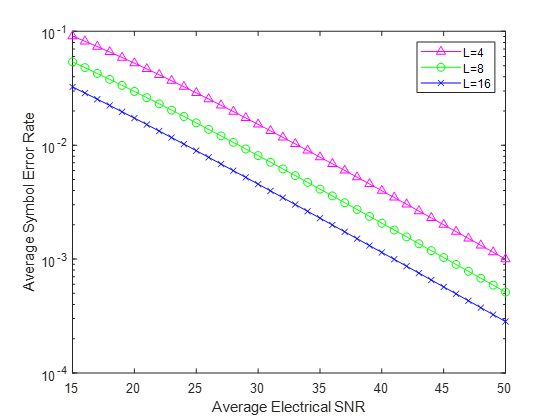 10-1
10-2
10-3
10-4
Average Symbol Error Rate
L=4
L=8
L=16
15 20 25 30 35 40 45 50
Average Electrical SNR